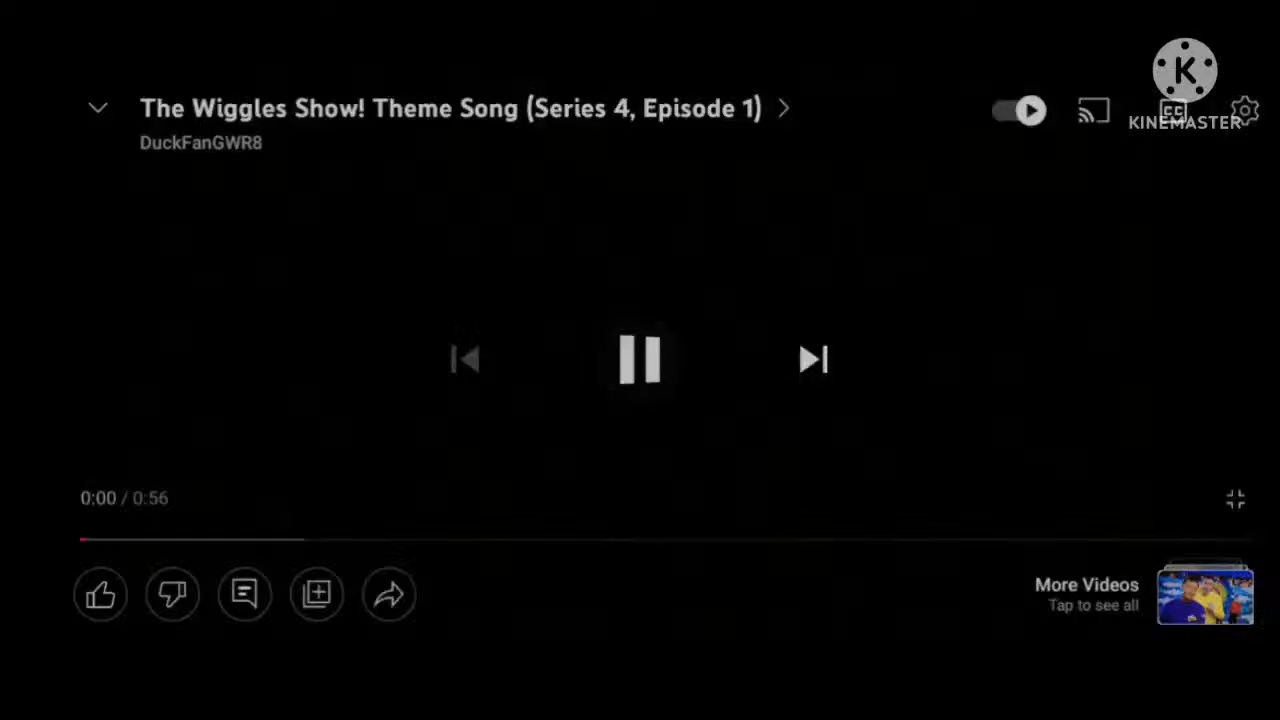 The Wiggles Show! Theme Song (Series 4, Episode 1)
DuckFanGWR8
K
CC
KINEMASTER
0:00 / 0:56
More Videos
Tap to see all